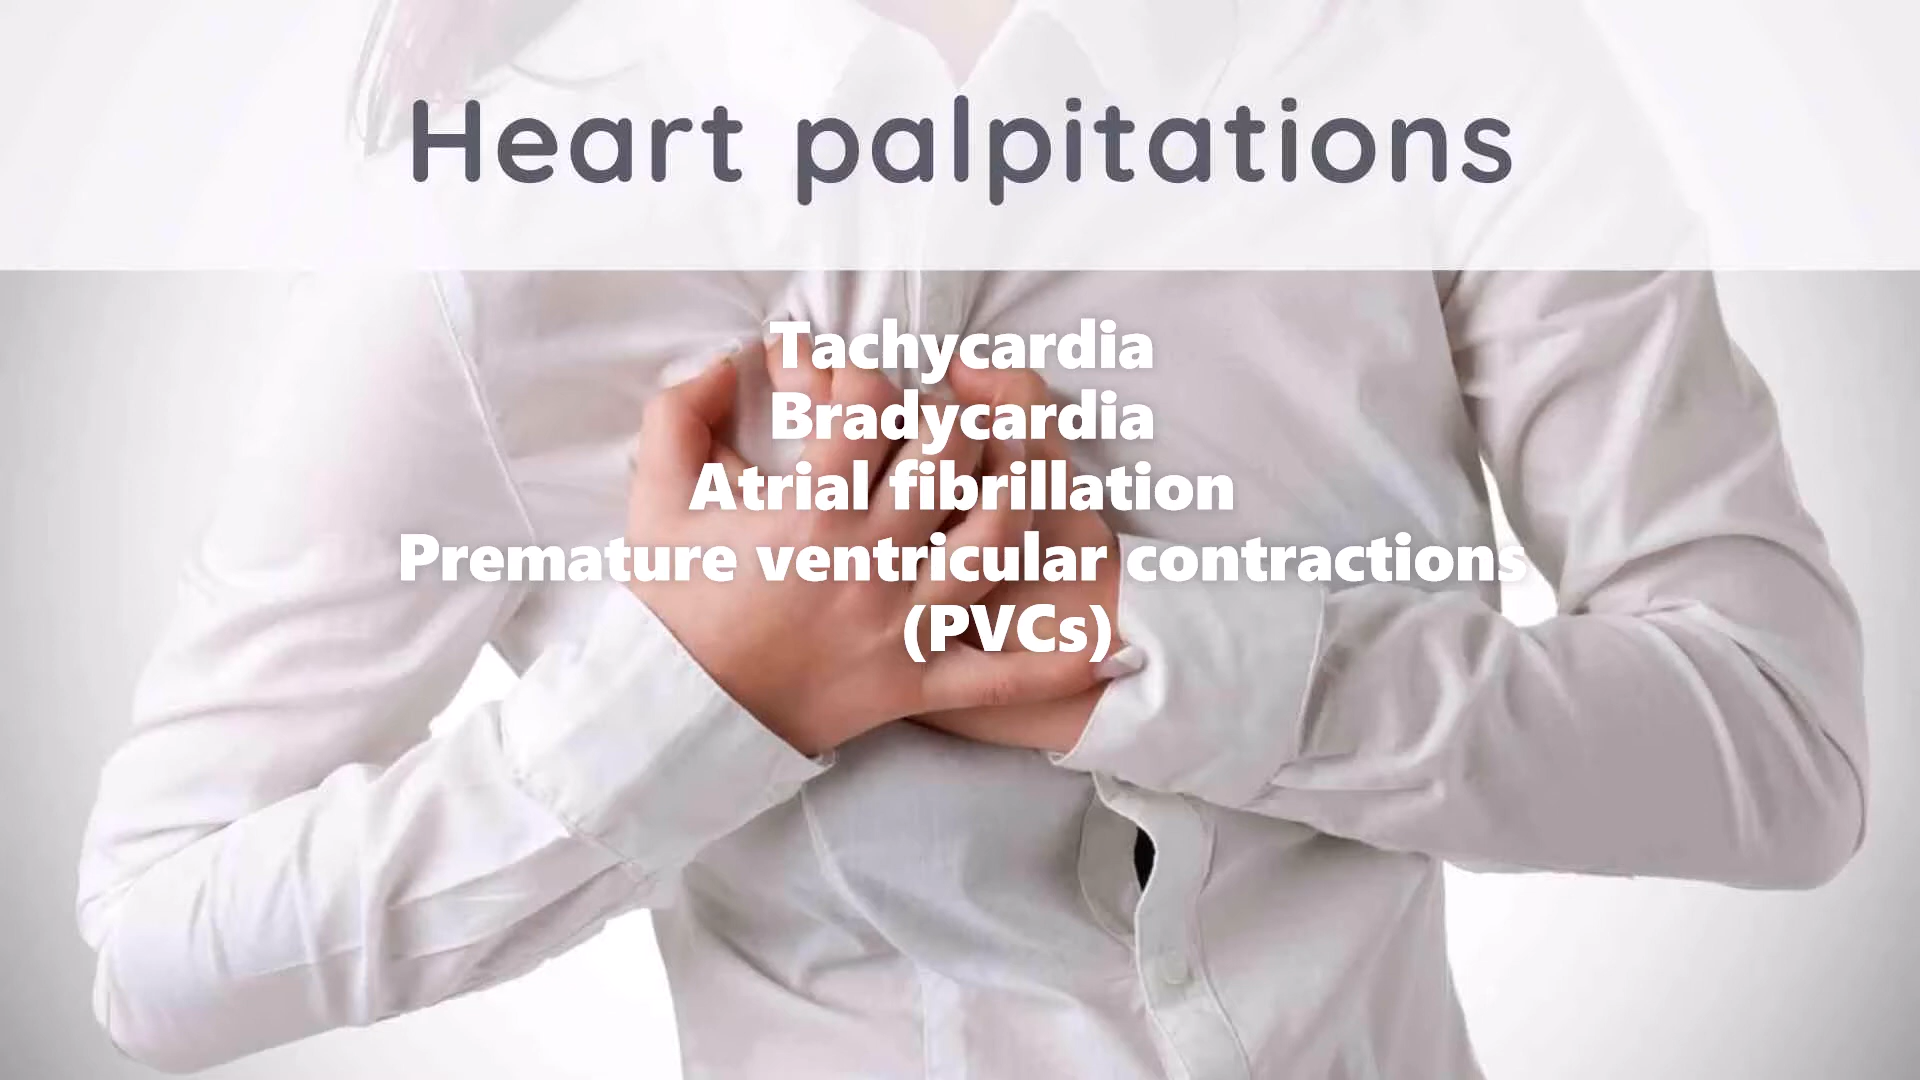 Heart palpitations
Tachycardia
Bradycardia
Atrial fibrillation
Premature ventricular contractions
(PVCs)